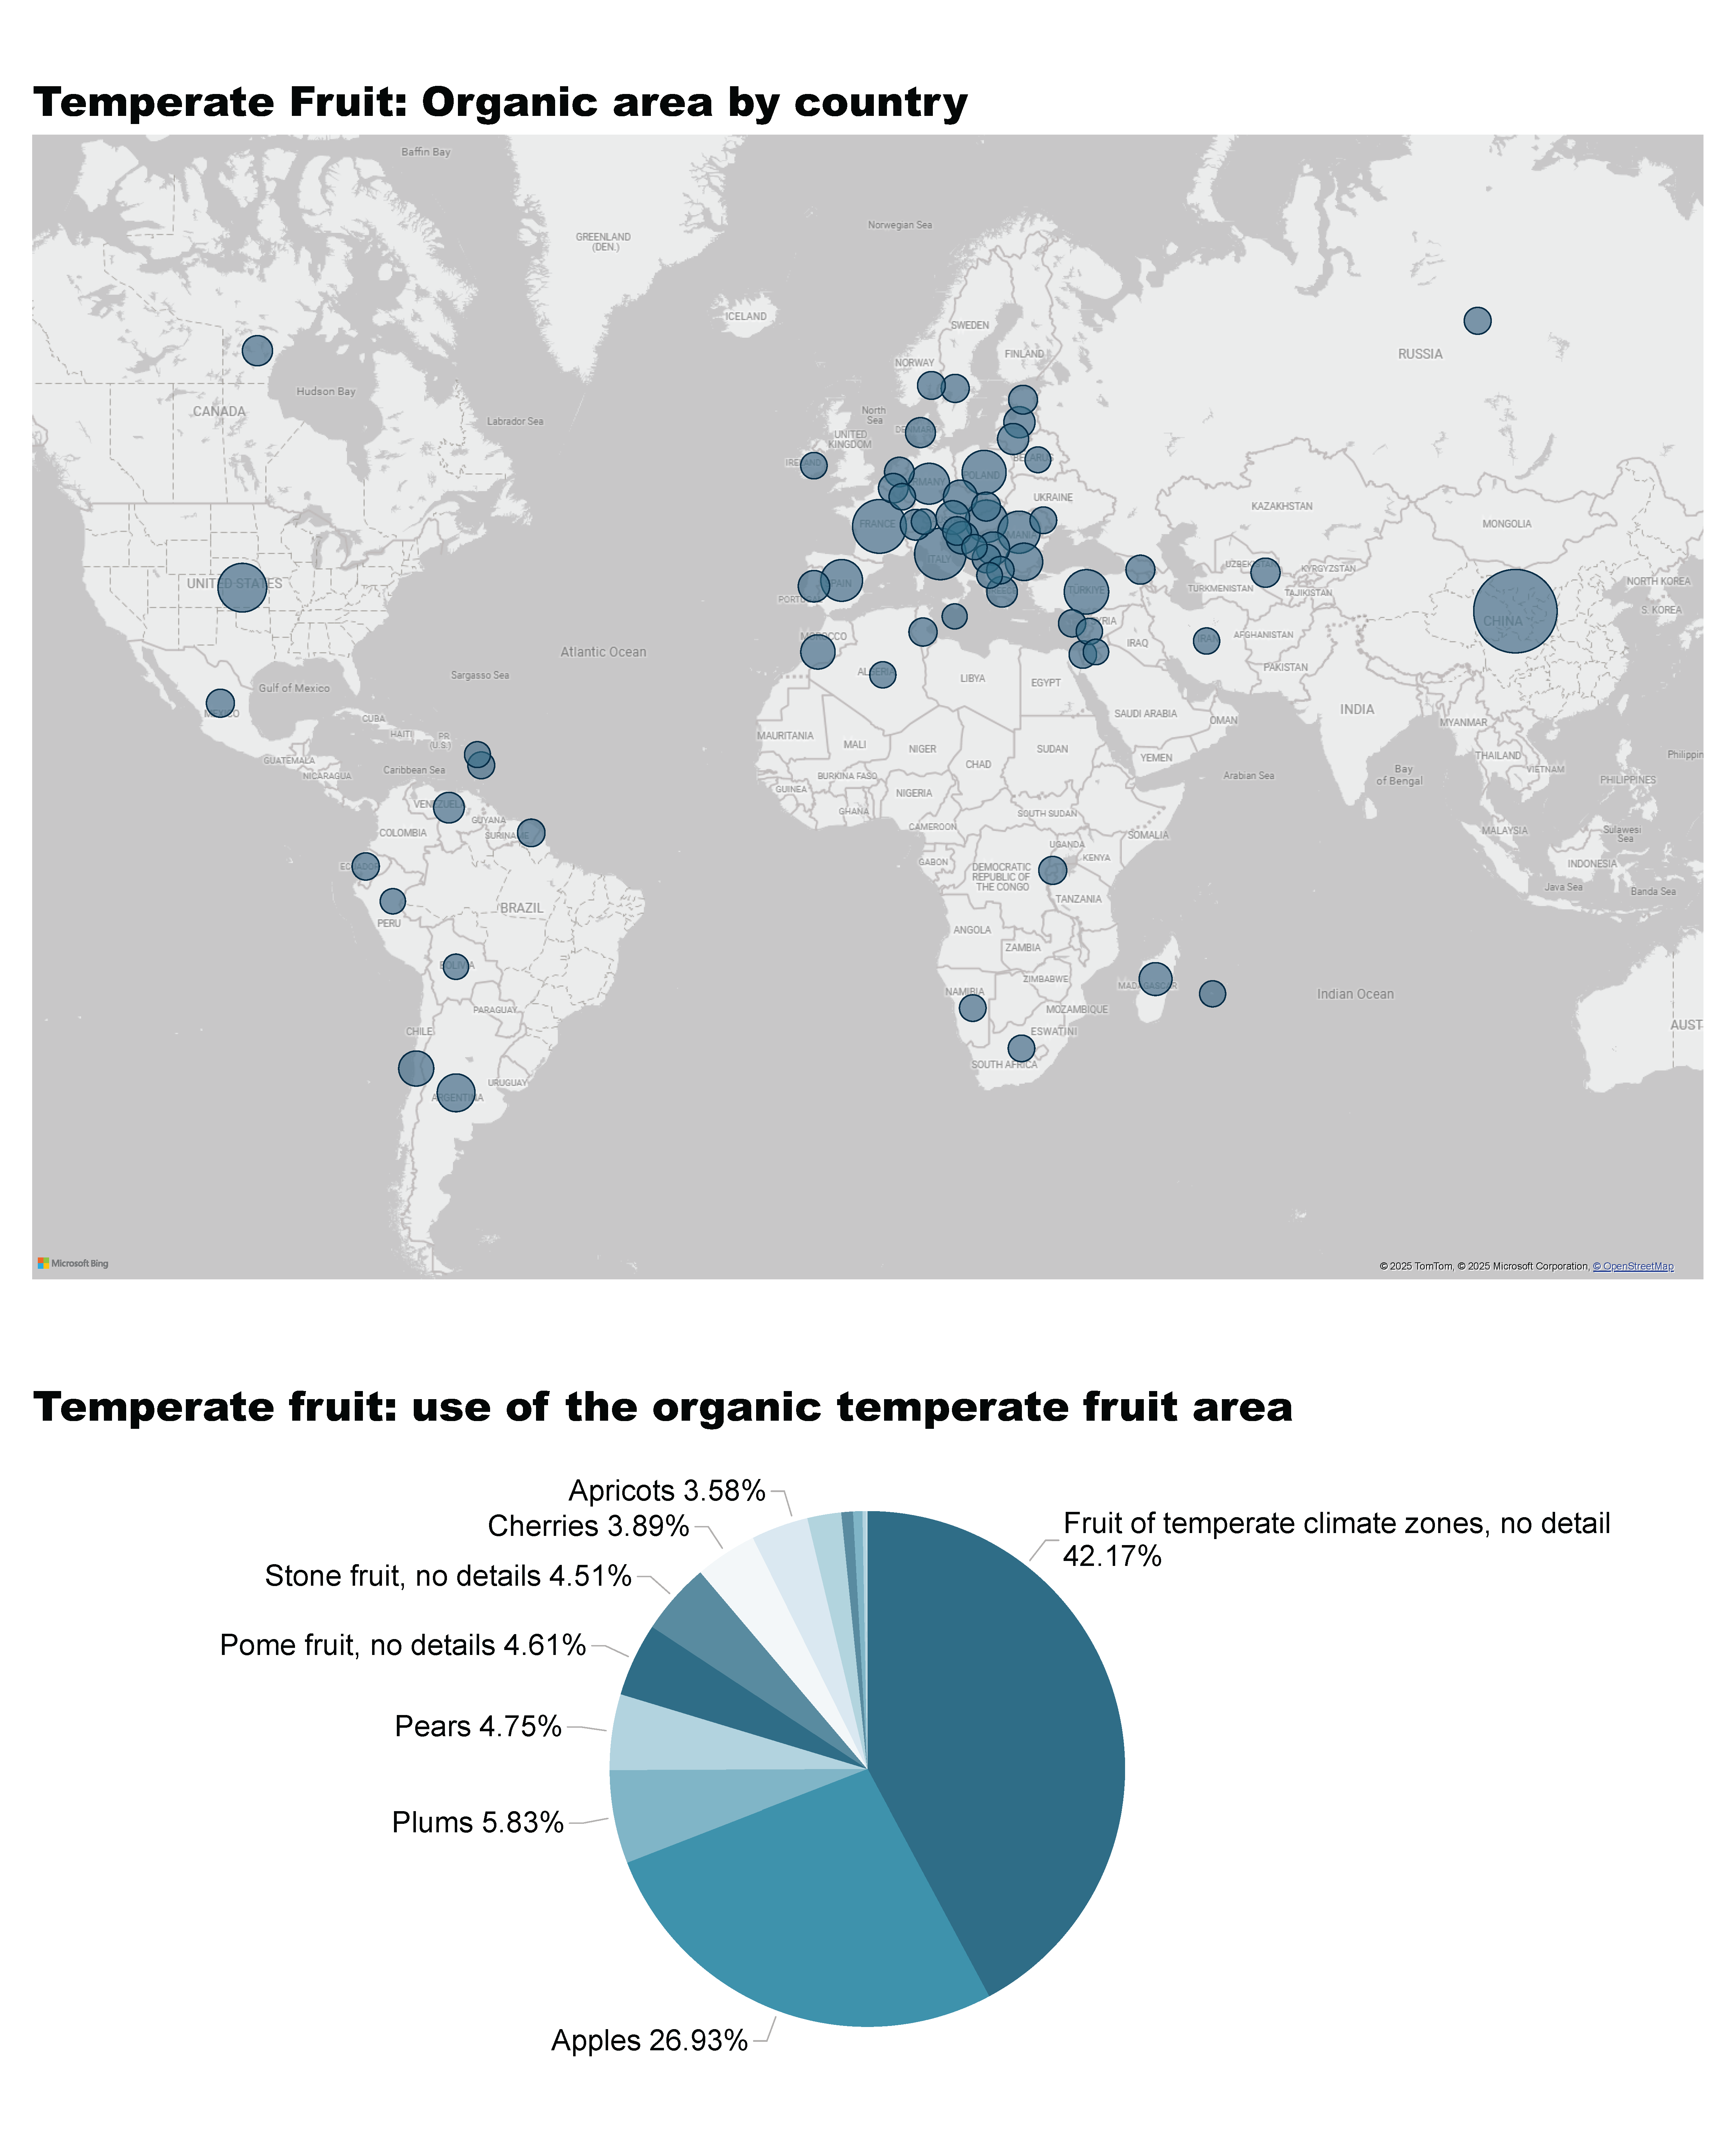 Temperate Fruit: Organic area by country
Baffin Bay
GREENLAND
(DEN.)
Norwegian Sea
ICELAND
SWEDEN
FINLAND
NORWAY
RUSSIA
Hudson Bay
CANADA
Labrador Sea
North
Sea
DENMARK
UNITED
KINGDOM
IRELAND
BELARUS
POLAND
UKRAINE
KAZAKHSTAN
MONGOLIA
FRANCE
ITALY
UNITED STATES
UZBEKISTAN
KYRGYZSTAN
TURKMENISTAN
TAJIKISTAN
NORTH KOREA
S. KOREA
TÜRKIYE
CHINA
MOROCCO
Atlantic Ocean
IRAQ
IRAN
AFGHANISTAN
PAKISTAN
ALGERIA
LIBYA
EGYPT
Sargasso Sea
Gulf of Mexico
MEXICO
CUBA
HAITI
PR
(U.S.)
SAUDI ARABIA
OMAN
INDIA
MYANMAR
MAURITANIA
MALI
NIGER
SUDAN
CHAD
YEMEN
THAILAND
VIETNAM
Philippin
PHILIPPINES
GUATEMALA
NICARAGUA
Caribbean Sea
Arabian Sea
Bay
of Bengal
BURKINA FASO
GUINEA
GHANA
NIGERIA
CAMEROON
SOUTH SUDAN
SOMALIA
VENEZUELA
GUYANA
SURINAME
COLOMBIA
ECUADOR
MALAYSIA
Sulawesi
Sea
INDONESIA
Java Sea
Banda Sea
GABON
DEMOCRATIC
REPUBLIC OF
THE CONGO
UGANDA
KENYA
TANZANIA
BRAZIL
PERU
ANGOLA
ZAMBIA
BOLIVIA
ZIMBABWE
MADAGASCAR
NAMIBIA
MOZAMBIQUE
Indian Ocean
PARAGUAY
CHILE
ESWATINI
SOUTH AFRICA
AUST
URUGUAY
ARGENTINA
Microsoft Bing
© 2025 TomTom, © 2025 Microsoft Corporation, © OpenStreetMap
Temperate fruit: use of the organic temperate fruit area
Apricots 3.58%
Cherries 3.89%
Stone fruit, no details 4.51%
Pome fruit, no details 4.61%
Pears 4.75%
Plums 5.83%
Apples 26.93%
Fruit of temperate climate zones, no detail
42.17%